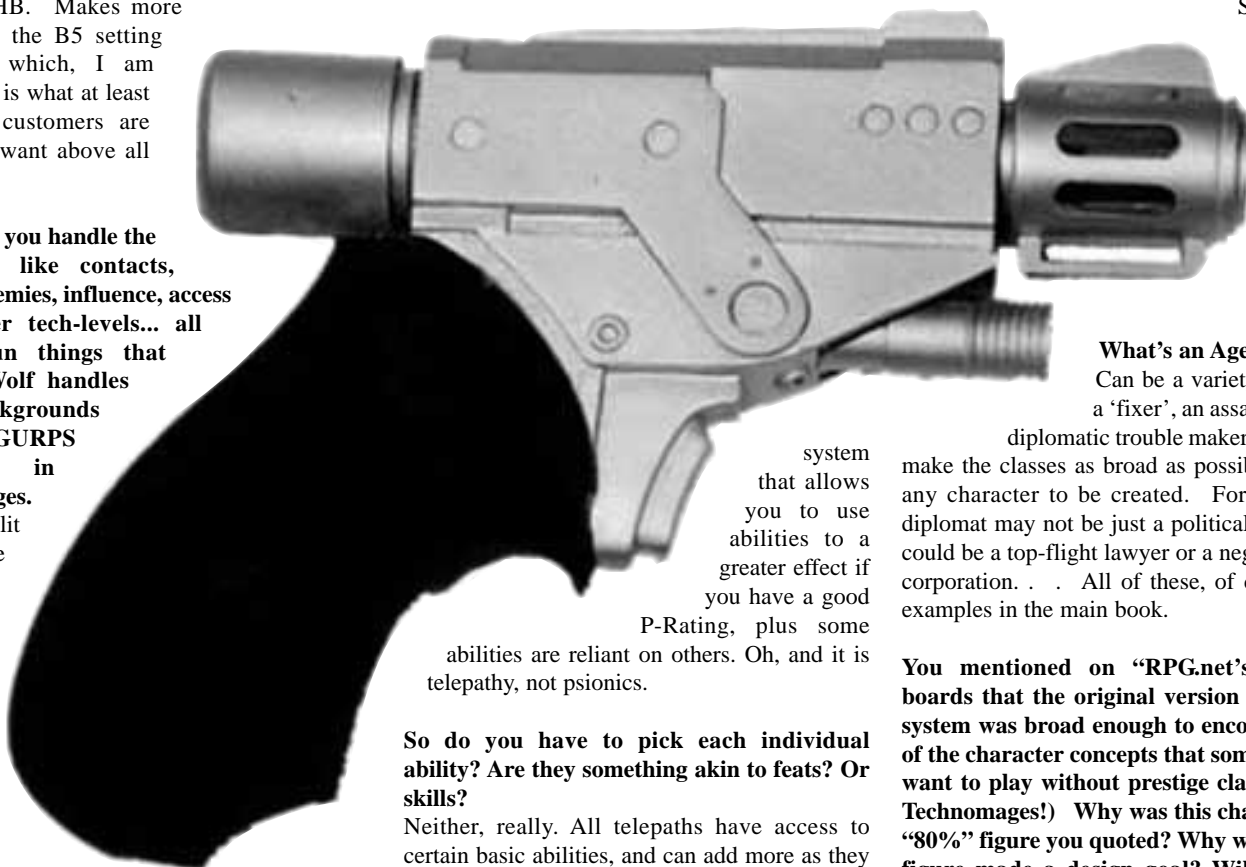 HB. Makes more
the B5 setting
which, I am
is what at least
customers are
want above all
you handle the
like contacts,
emies, influence, access
er tech-levels... all
un things that
Wolf handles
kgrounds
GURPS
in
ges.
lit
e
system
that allows
you to use
abilities to a
greater effect if
you have a good
P-Rating, plus some
abilities are reliant on others. Oh, and it is
telepathy, not psionics.
So do you have to pick each individual
ability? Are they something akin to feats? Or
skills?
Neither, really. All telepaths have access to
certain basic abilities, and can add more as they
S
What's an Age
Can be a variet
a 'fixer', an assa
diplomatic trouble maker
make the classes as broad as possib
any character to be created. For
diplomat may not be just a political
could be a top-flight lawyer or a neg
corporation. . . All of these, of c
examples in the main book.
You mentioned on “RPG.net's
boards that the original version
system was broad enough to enco
of the character concepts that som
want to play without prestige cla
Technomages!) Why was this cha
“80%” figure you quoted? Why w
figure made a design goal? Wil